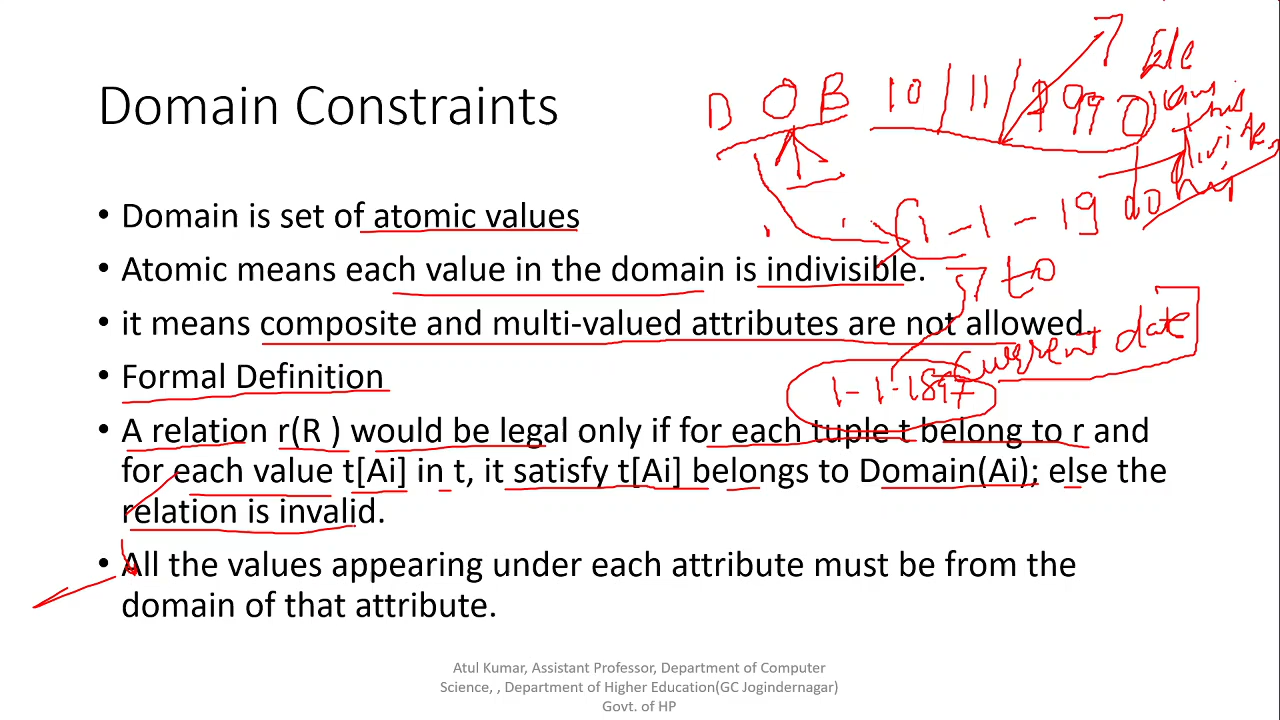 Domain Constraints
DOB 10/11/1990
1-1-19
to
current date
1-1-1897
• Domain is set of atomic values
• Atomic means each value in the domain is indivisible.
• it means composite and multi-valued attributes are not allowed.
• Formal Definition
• A relation r(R ) would be legal only if for each tuple t belong to r and
for each value t[Ai] in t, it satisfy t[Ai] belongs to Domain(Ai); else the
relation is invalid.
• All the values appearing under each attribute must be from the
domain of that attribute.
Atul Kumar, Assistant Professor, Department of Computer
Science, , Department of Higher Education(GC Jogindernagar)
Govt. of HP